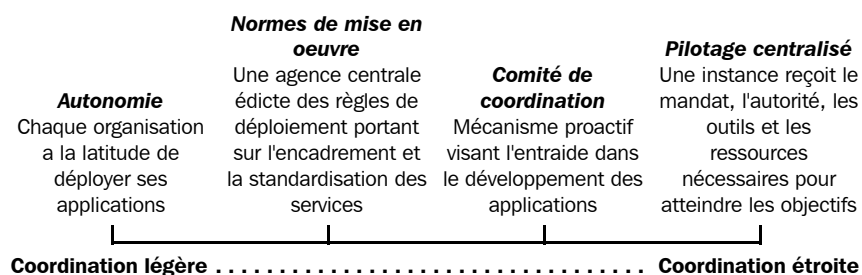 Autonomie
Chaque organisation
a la latitude de
déployer ses
applications
Normes de mise en
oeuvre
Une agence centrale
édicte des règles de
déploiement portant
sur l'encadrement et
la standardisation des
services
Comité de
coordination
Mécanisme proactif
visant l'entraide dans
le développement des
applications
Pilotage centralisé
Une instance reçoit le
mandat, l'autorité, les
outils et les
ressources
nécessaires pour
atteindre les objectifs
Coordination légère . . . . . . . . . . . . . . . . . . . . . . . . . . . . . . . . . . . . . . Coordination étroite